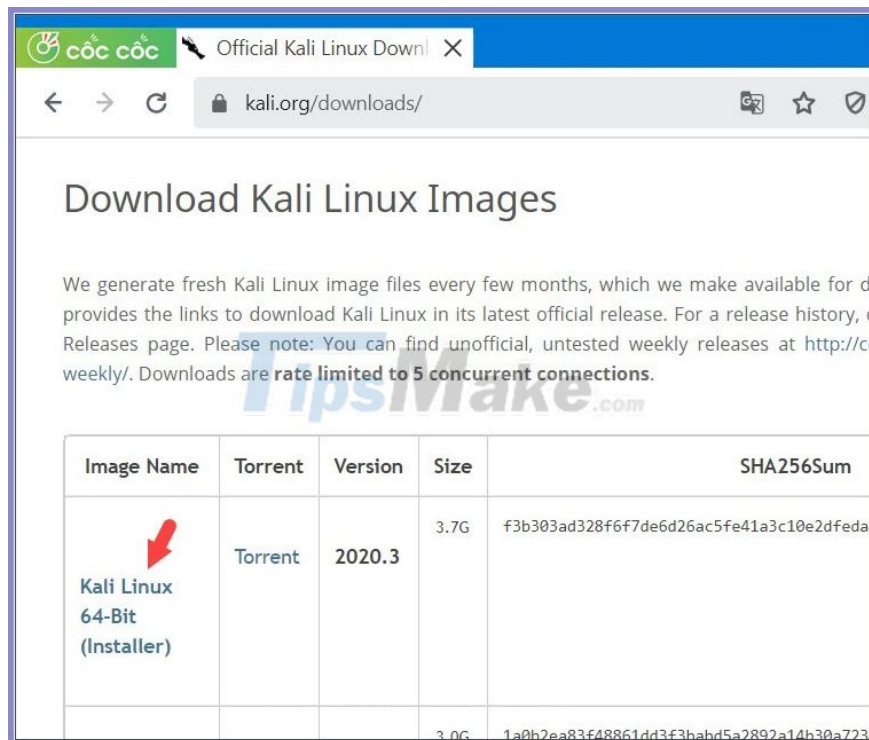 cốc cốc
Official Kali Linux Down
kali.org/downloads/
Download Kali Linux Images
We generate fresh Kali Linux image files every few months, which we make available for d
provides the links to download Kali Linux in its latest official release. For a release history,
Releases page. Please note: You can find unofficial, untested weekly releases at http://c
weekly/. Downloads are rate limited to 5 concurrent connections.
TipsMake.com
Image Name Torrent Version Size SHA256Sum
Kali Linux
64-Bit
(Installer)
Torrent
2020.3
3.7G
f3b303ad328f6f7de6d26ac5fe41a3c10e2dfeda
3.0G
1a0b2ea83f48861dd3f3babd5a2892a14b30a723